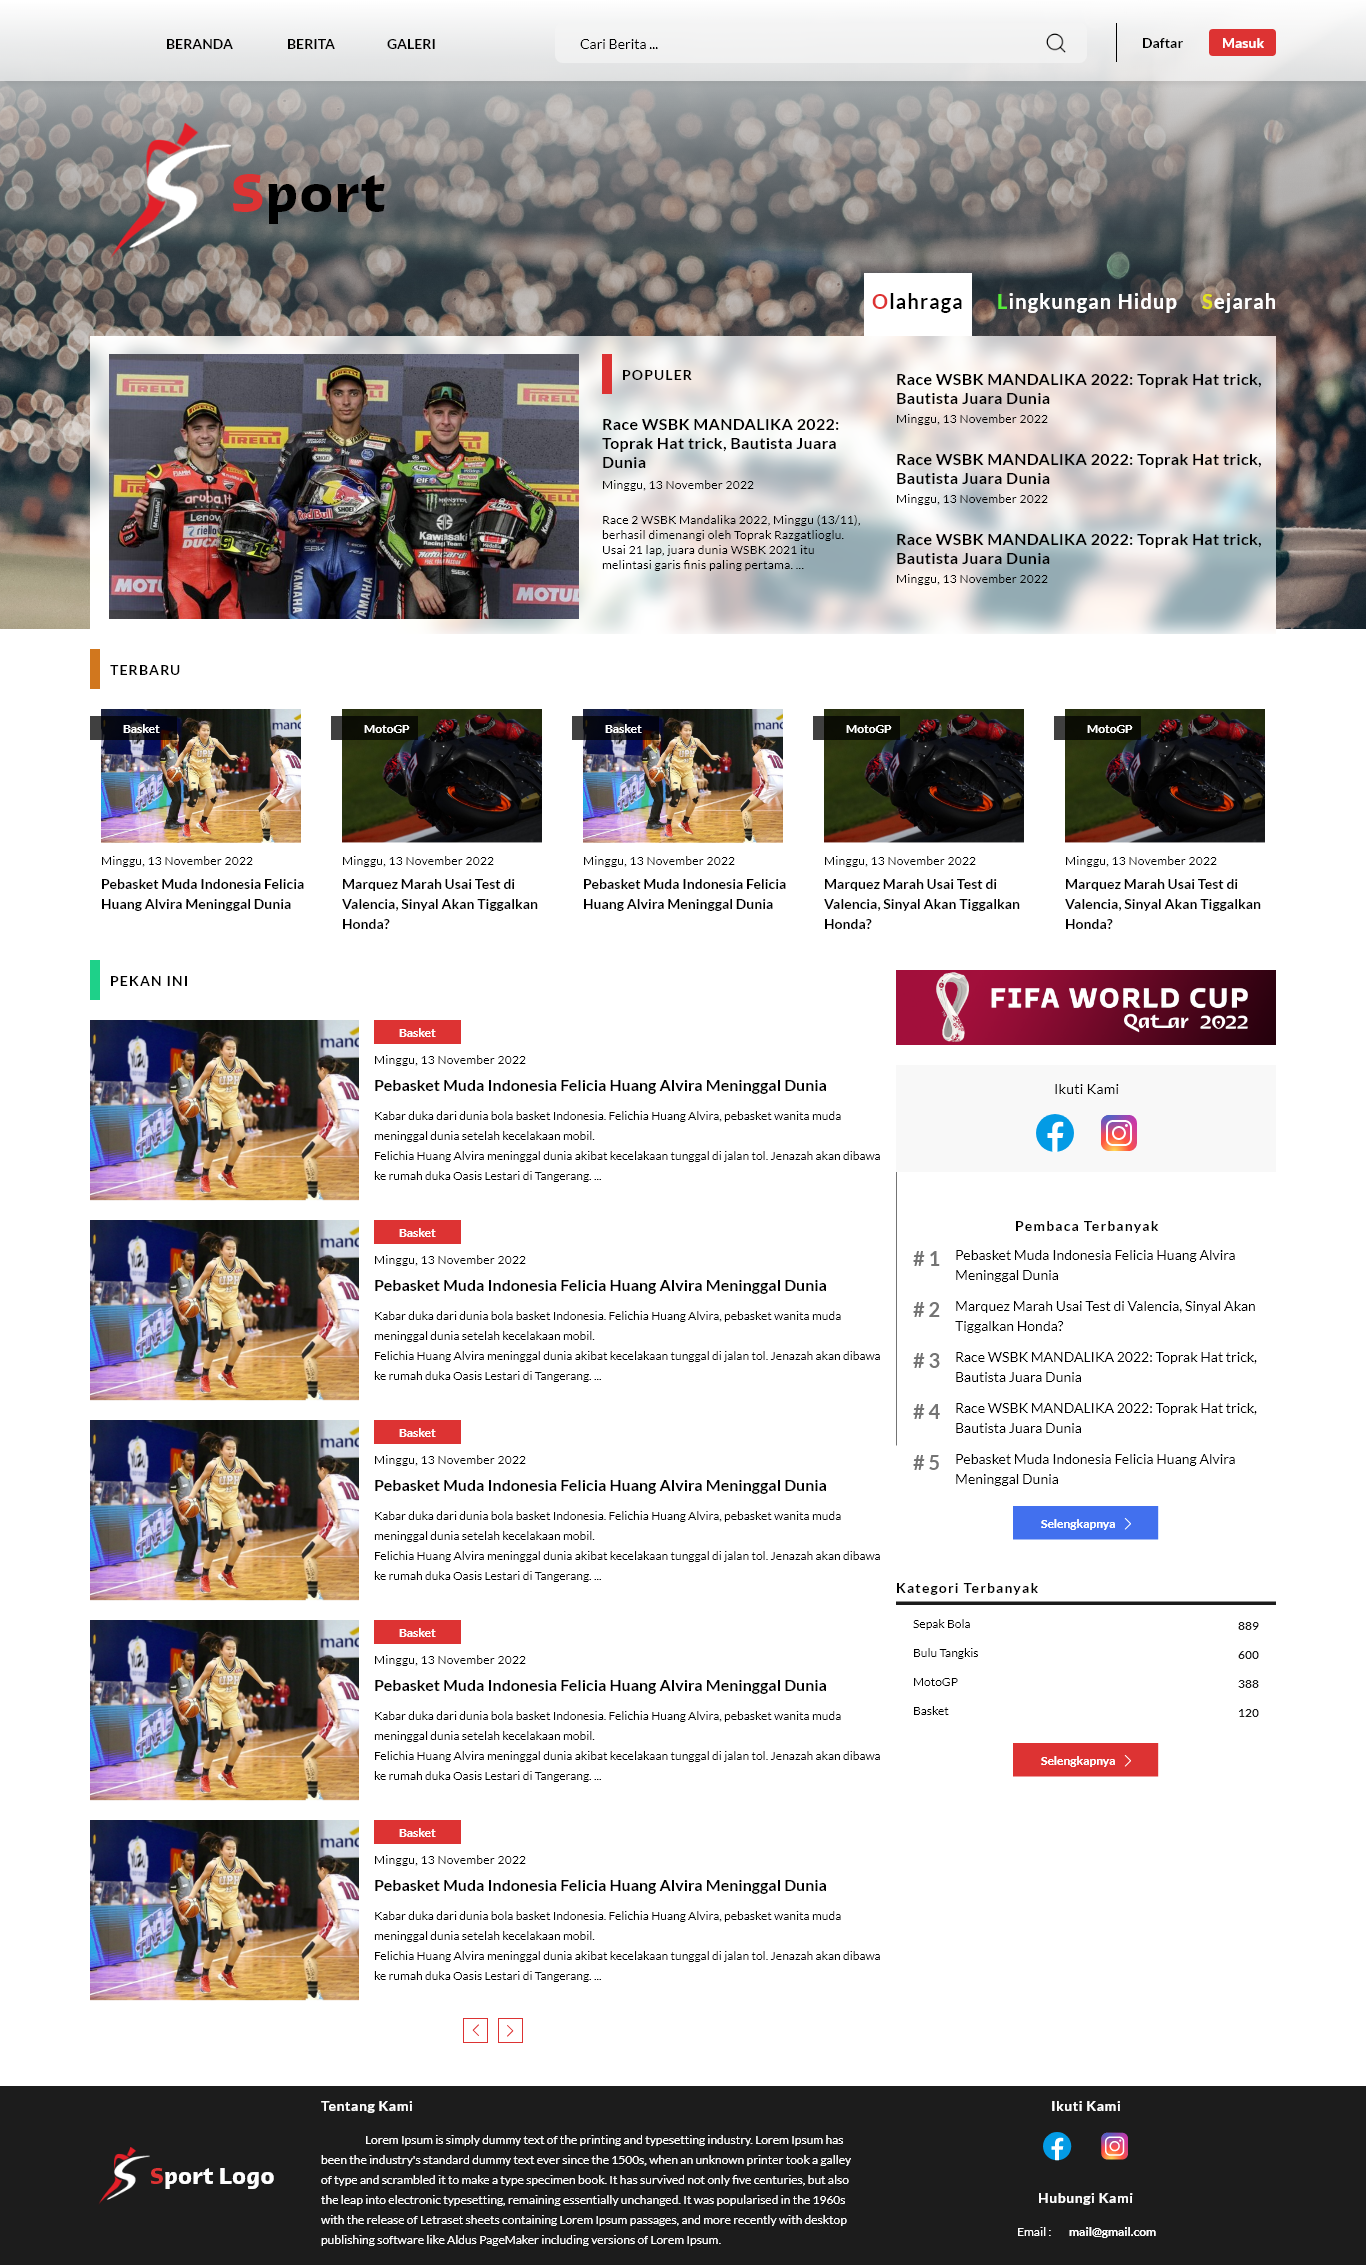 BERANDA BERITA GALERI Cari Berita ... Daftar Masuk
Sport
Olahraga Lingkungan Hidup Sejarah
POPULER
Race WSBK MANDALIKA 2022:
Toprak Hat trick, Bautista Juara
Dunia
Minggu, 13 November 2022
Race 2 WSBK Mandalika 2022, Minggu (13/11),
berhasil dimenangi oleh Toprak Razgatlioglu.
Usai 21 lap, juara dunia WSBK 2021 itu
melintasi garis finis paling pertama. ...
Race WSBK MANDALIKA 2022: Toprak Hat trick,
Bautista Juara Dunia
Minggu, 13 November 2022
Race WSBK MANDALIKA 2022: Toprak Hat trick,
Bautista Juara Dunia
Minggu, 13 November 2022
Race WSBK MANDALIKA 2022: Toprak Hat trick,
Bautista Juara Dunia
Minggu, 13 November 2022
TERBARU
Basket
Minggu, 13 November 2022
Pebasket Muda Indonesia Felicia
Huang Alvira Meninggal Dunia
MotoGP
Minggu, 13 November 2022
Marquez Marah Usai Test di
Valencia, Sinyal Akan Tiggalkan
Honda?
Basket
Minggu, 13 November 2022
Pebasket Muda Indonesia Felicia
Huang Alvira Meninggal Dunia
MotoGP
Minggu, 13 November 2022
Marquez Marah Usai Test di
Valencia, Sinyal Akan Tiggalkan
Honda?
MotoGP
Minggu, 13 November 2022
Marquez Marah Usai Test di
Valencia, Sinyal Akan Tiggalkan
Honda?
PEKAN INI
Basket
Minggu, 13 November 2022
Pebasket Muda Indonesia Felicia Huang Alvira Meninggal Dunia
Kabar duka dari dunia bola basket Indonesia. Felichia Huang Alvira, pebasket wanita muda
meninggal dunia setelah kecelakaan mobil.
Felichia Huang Alvira meninggal dunia akibat kecelakaan tunggal di jalan tol. Jenazah akan dibawa
ke rumah duka Oasis Lestari di Tangerang. ...
Basket
Minggu, 13 November 2022
Pebasket Muda Indonesia Felicia Huang Alvira Meninggal Dunia
Kabar duka dari dunia bola basket Indonesia. Felichia Huang Alvira, pebasket wanita muda
meninggal dunia setelah kecelakaan mobil.
Felichia Huang Alvira meninggal dunia akibat kecelakaan tunggal di jalan tol. Jenazah akan dibawa
ke rumah duka Oasis Lestari di Tangerang. ...
Basket
Minggu, 13 November 2022
Pebasket Muda Indonesia Felicia Huang Alvira Meninggal Dunia
Kabar duka dari dunia bola basket Indonesia. Felichia Huang Alvira, pebasket wanita muda
meninggal dunia setelah kecelakaan mobil.
Felichia Huang Alvira meninggal dunia akibat kecelakaan tunggal di jalan tol. Jenazah akan dibawa
ke rumah duka Oasis Lestari di Tangerang. ...
Basket
Minggu, 13 November 2022
Pebasket Muda Indonesia Felicia Huang Alvira Meninggal Dunia
Kabar duka dari dunia bola basket Indonesia. Felichia Huang Alvira, pebasket wanita muda
meninggal dunia setelah kecelakaan mobil.
Felichia Huang Alvira meninggal dunia akibat kecelakaan tunggal di jalan tol. Jenazah akan dibawa
ke rumah duka Oasis Lestari di Tangerang. ...
Basket
Minggu, 13 November 2022
Pebasket Muda Indonesia Felicia Huang Alvira Meninggal Dunia
Kabar duka dari dunia bola basket Indonesia. Felichia Huang Alvira, pebasket wanita muda
meninggal dunia setelah kecelakaan mobil.
Felichia Huang Alvira meninggal dunia akibat kecelakaan tunggal di jalan tol. Jenazah akan dibawa
ke rumah duka Oasis Lestari di Tangerang. ...
FIFA WORLD CUP
Qatar 2022
Ikuti Kami
Pembaca Terbanyak
# 1 Pebasket Muda Indonesia Felicia Huang Alvira
Meninggal Dunia
# 2 Marquez Marah Usai Test di Valencia, Sinyal Akan
Tiggalkan Honda?
# 3 Race WSBK MANDALIKA 2022: Toprak Hat trick,
Bautista Juara Dunia
# 4 Race WSBK MANDALIKA 2022: Toprak Hat trick,
Bautista Juara Dunia
# 5 Pebasket Muda Indonesia Felicia Huang Alvira
Meninggal Dunia
Selengkapnya
Kategori Terbanyak
Sepak Bola 889
Bulu Tangkis 600
MotoGP 388
Basket 120
Selengkapnya
Sport Logo
Tentang Kami
Lorem Ipsum is simply dummy text of the printing and typesetting industry. Lorem Ipsum has
been the industry's standard dummy text ever since the 1500s, when an unknown printer took a galley
of type and scrambled it to make a type specimen book. It has survived not only five centuries, but also
the leap into electronic typesetting, remaining essentially unchanged. It was popularised in the 1960s
with the release of Letraset sheets containing Lorem Ipsum passages, and more recently with desktop
publishing software like Aldus PageMaker including versions of Lorem Ipsum.
Ikuti Kami
Hubungi Kami
Email : mail@gmail.com